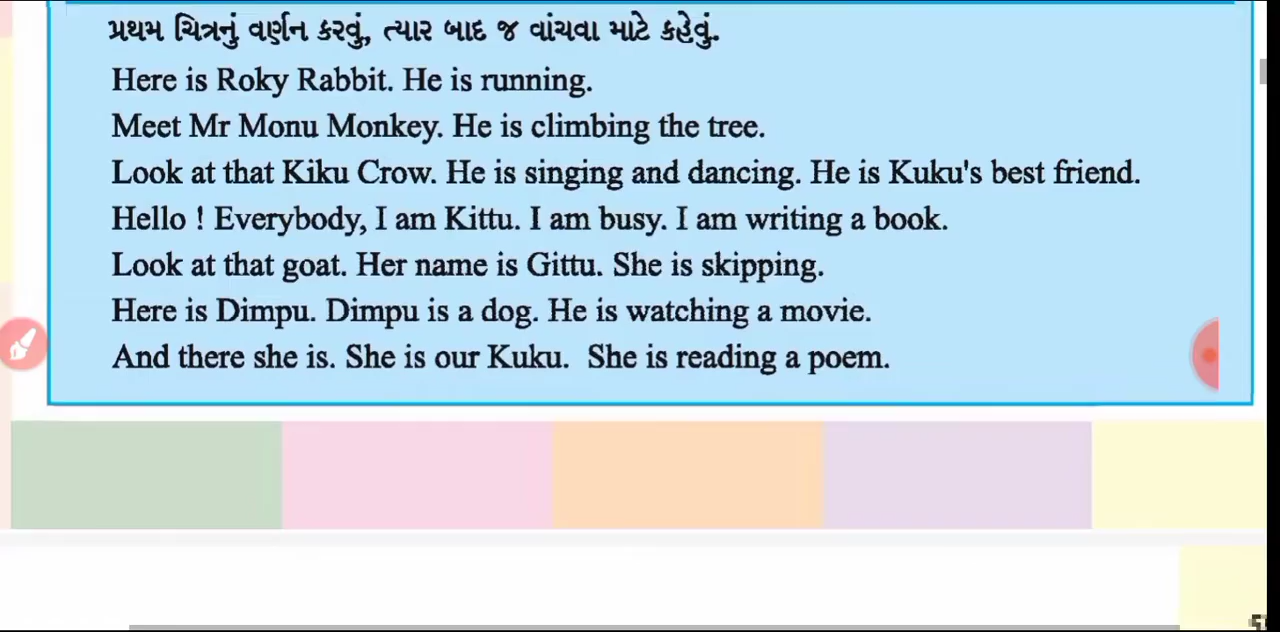 પ્રથમ ચિત્રનું વર્ણન કરવું, ત્યાર બાદ જ વાંચવા માટે કહેવું.
Here is Roky Rabbit. He is running.
Meet Mr Monu Monkey. He is climbing the tree.
Look at that Kiku Crow. He is singing and dancing. He is Kuku's best friend.
Hello ! Everybody, I am Kittu. I am busy. I am writing a book.
Look at that goat. Her name is Gittu. She is skipping.
Here is Dimpu. Dimpu is a dog. He is watching a movie.
And there she is. She is our Kuku.  She is reading a poem.